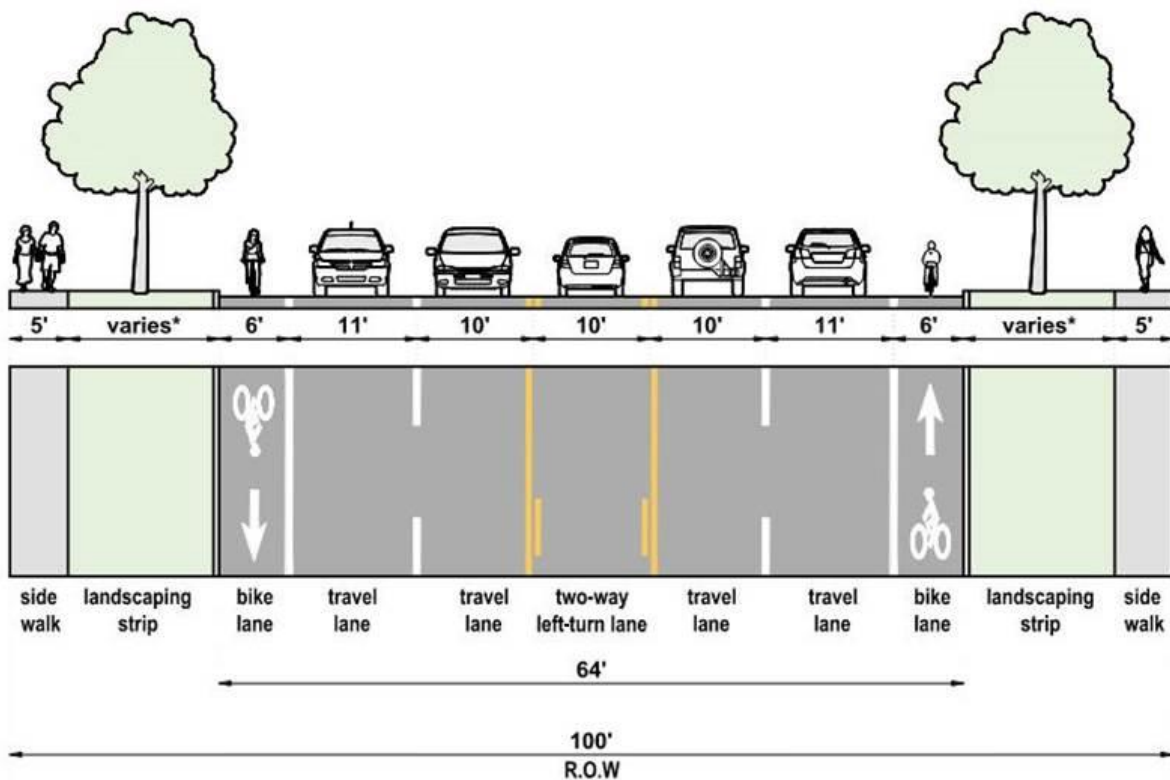 5' varies* 6' 11' 10' 10' 10' 11' 6' varies* 5'
side landscaping bike travel travel two-way travel travel bike landscaping side
walk strip lane lane lane left-turn lane lane lane lane strip walk
64'
100'
R.O.W